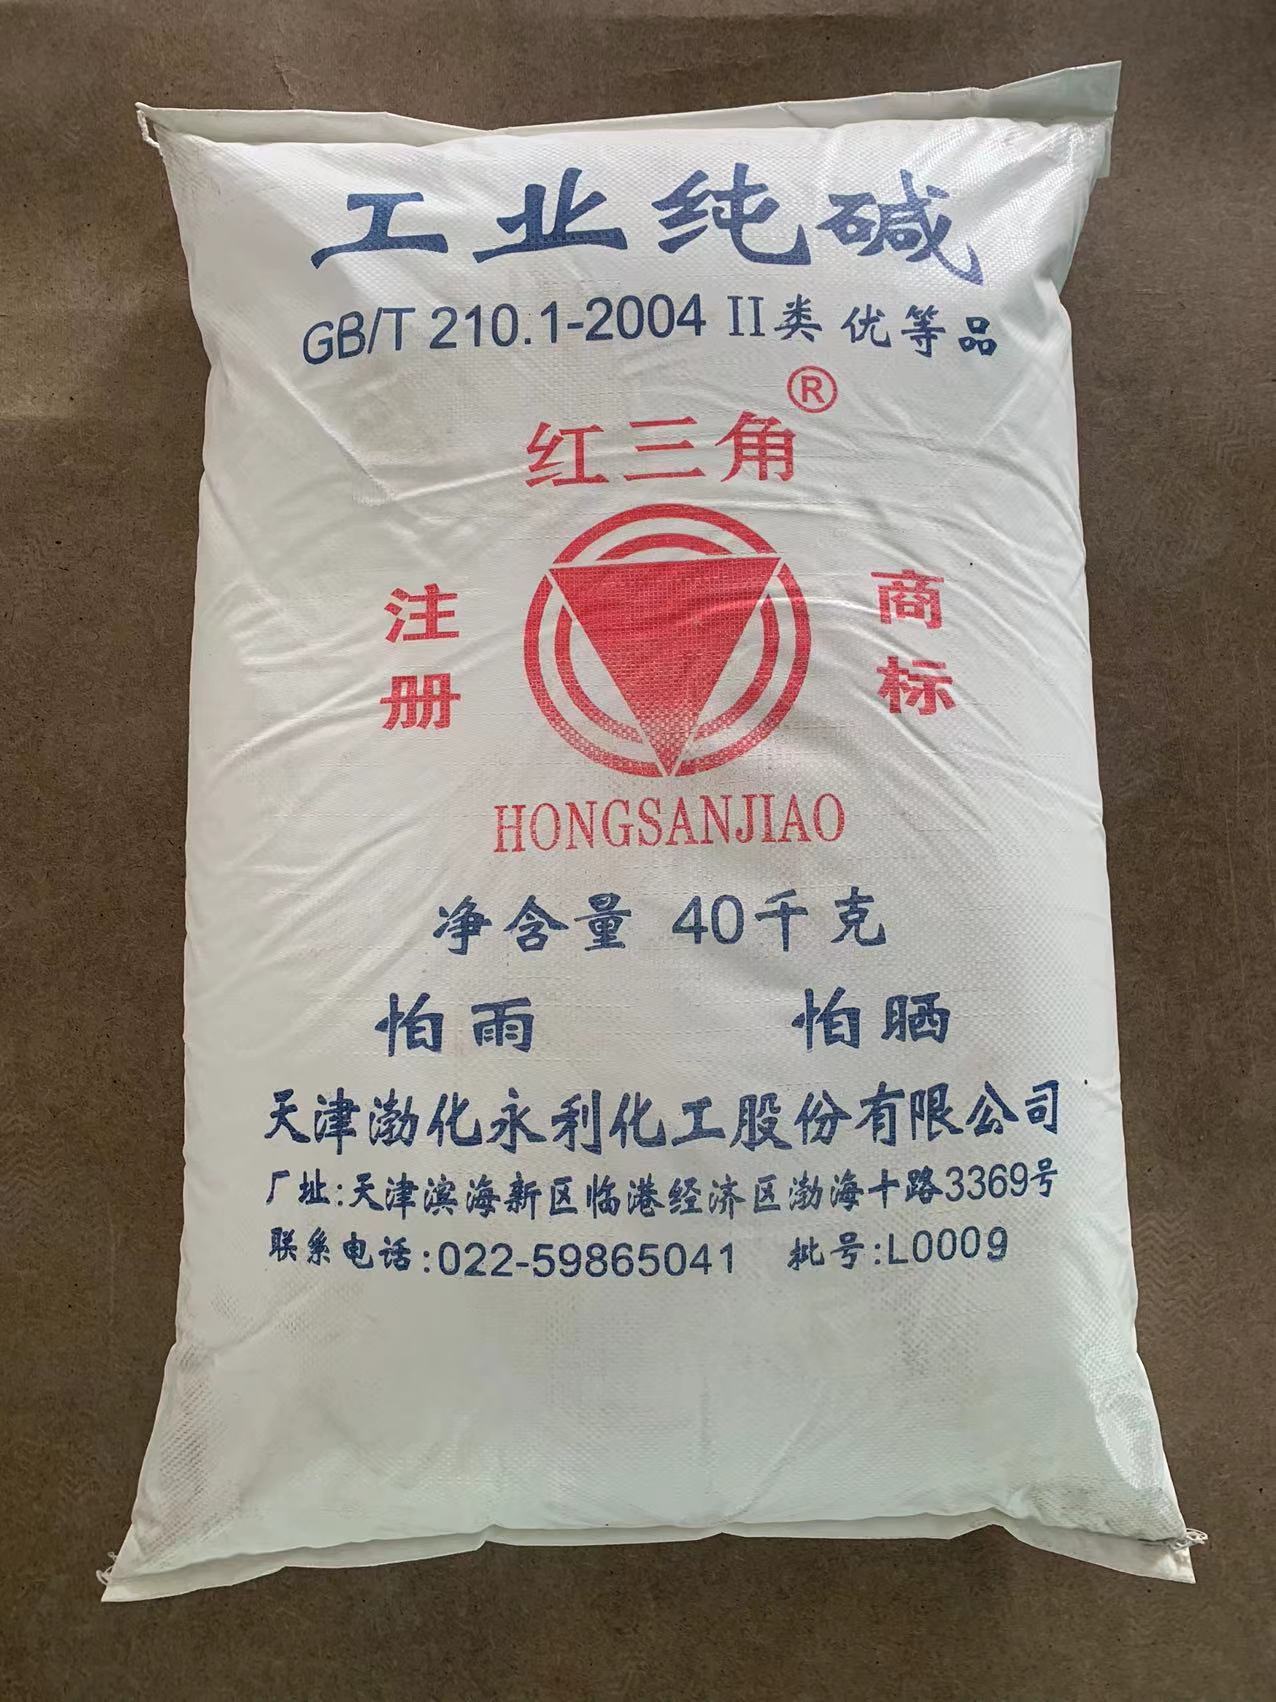 工业纯碱
GB/T 210.1-2004 II类 优等品
红三角®
注册 商标
HONGSANJIAO
净含量 40千克
怕雨 怕晒
天津渤化永利化工股份有限公司
厂址:天津滨海新区临港经济区渤海十路3369号
联系电话:022-59865041 批号:L0009